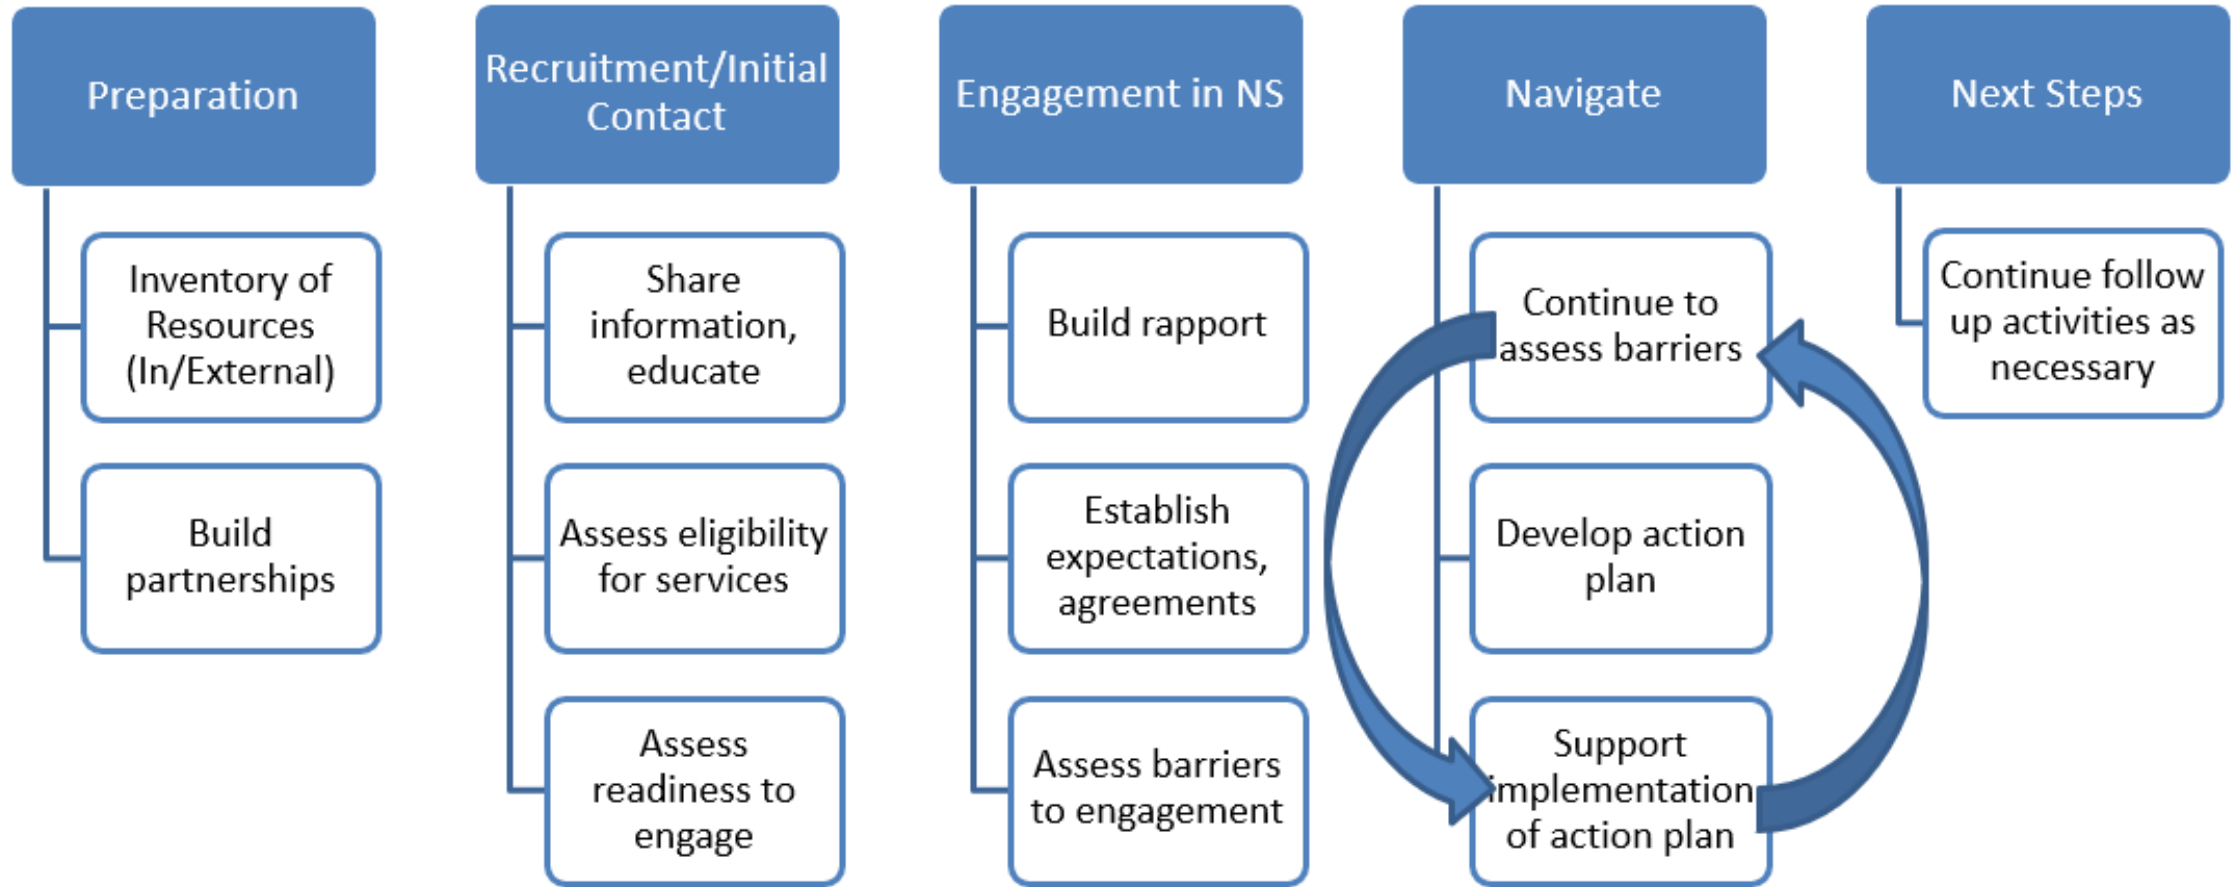 Preparation
Inventory of
Resources
(In/External)
Build
partnerships
Recruitment/Initial
Contact
Share
information,
educate
Assess eligibility
for services
Assess
readiness to
engage
Engagement in NS
Build rapport
Establish
expectations,
agreements
Assess barriers
to engagement
Navigate
Continue to
assess barriers
Develop action
plan
Support
implementation
of action plan
Next Steps
Continue follow
up activities as
necessary